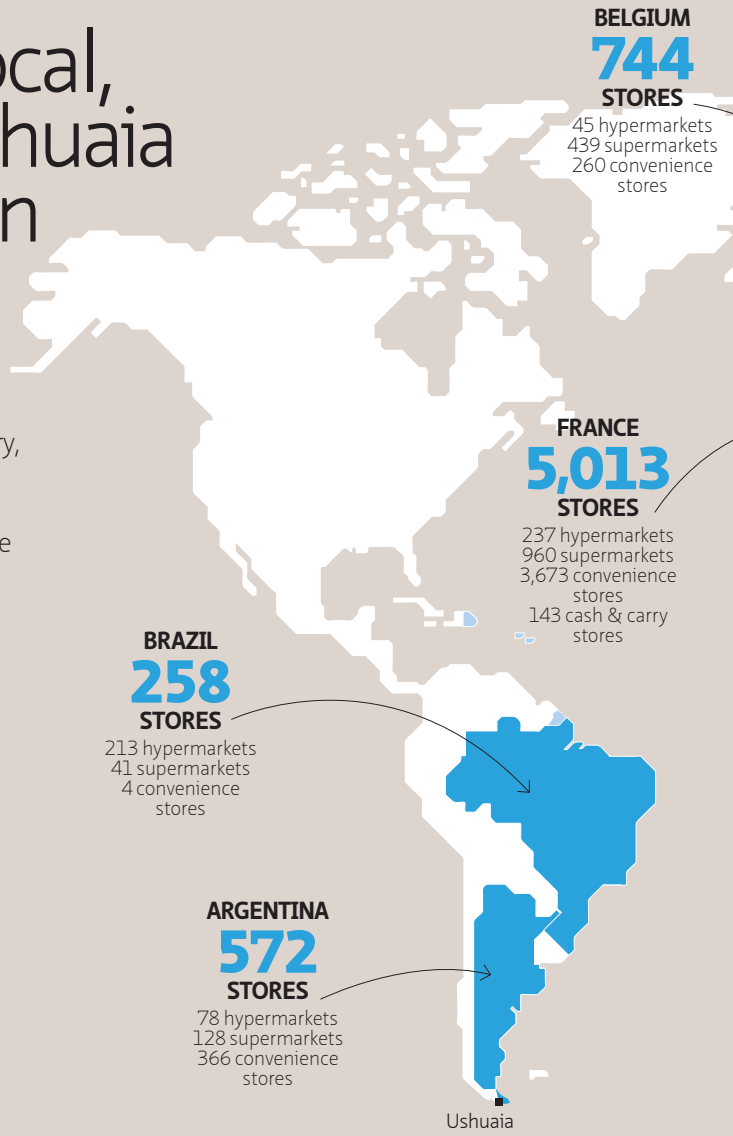 ocal,
huaia
n
ry,
e
BELGIUM
744
STORES
45 hypermarkets
439 supermarkets
260 convenience
stores
FRANCE
5,013
STORES
237 hypermarkets
960 supermarkets
3,673 convenience
stores
143 cash & carry
stores
BRAZIL
258
STORES
213 hypermarkets
41 supermarkets
4 convenience
stores
ARGENTINA
572
STORES
78 hypermarkets
128 supermarkets
366 convenience
stores
Ushuaia